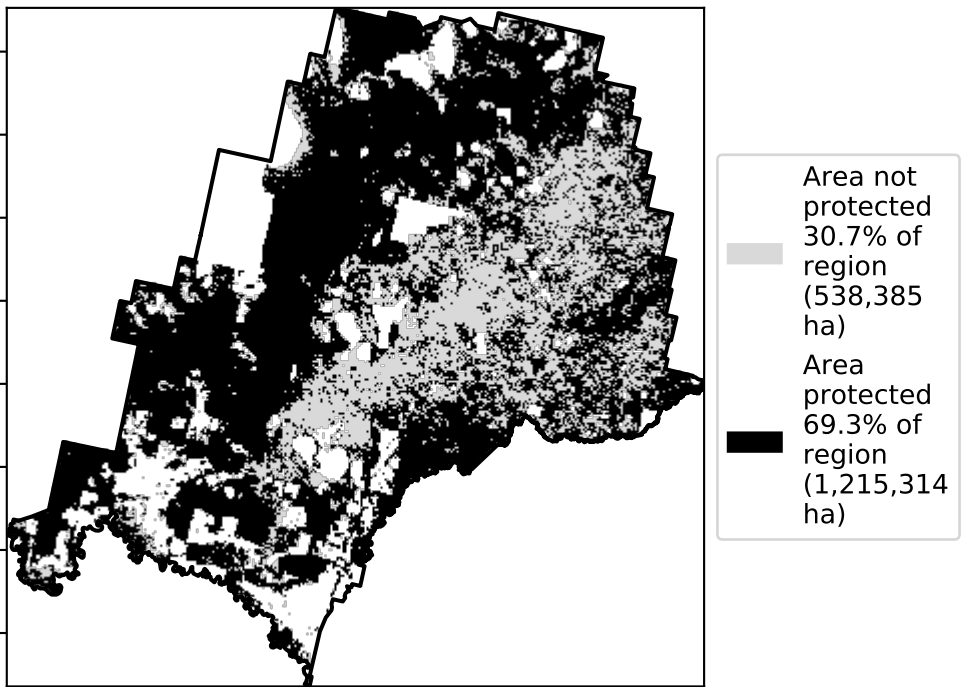 Area not
protected
30.7% of
region
(538,385
ha)
Area
protected
69.3% of
region
(1,215,314
ha)